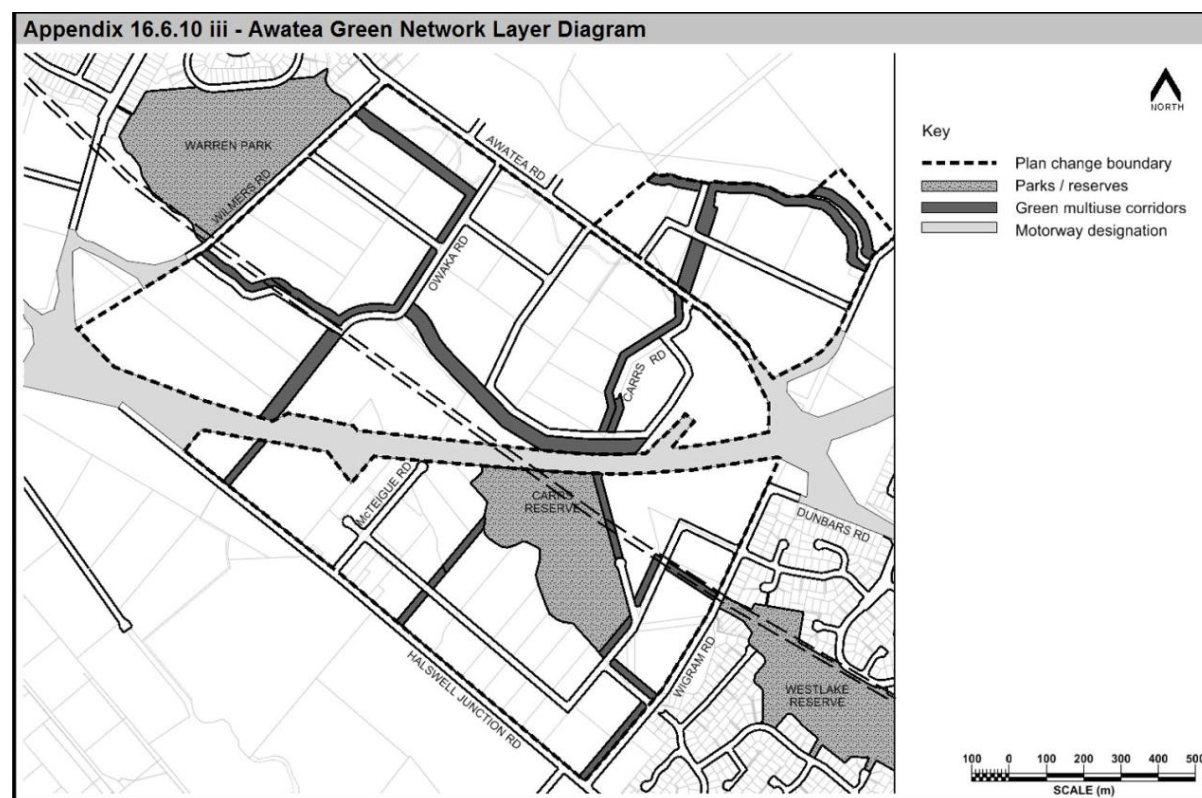 Appendix 16.6.10 iii - Awatea Green Network Layer Diagram
NORTH
Key
Plan change boundary
Parks / reserves
Green multiuse corridors
Motorway designation
WARREN PARK
WILMERS RD
AWATEA RD
OWAKA RD
CARRS RD
McTEIGUE RD
CARRS
RESERVE
DUNBARS RD
HALSWELL JUNCTION RD
WIGRAM RD
WESTLAKE
RESERVE
100 0 100 200 300 400 500
SCALE (m)